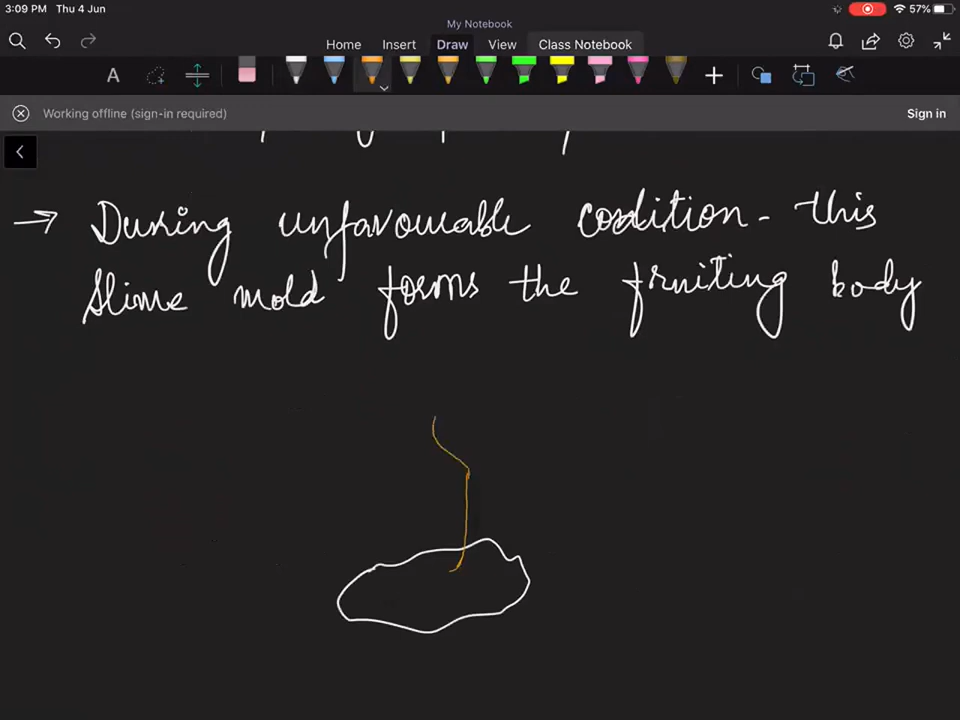 3:09 PM Thu 4 Jun
57%
My Notebook
Home Insert Draw View Class Notebook
A
Working offline (sign-in required) Sign in
→ During unfavourable condition - this
slime mold forms the fruiting body